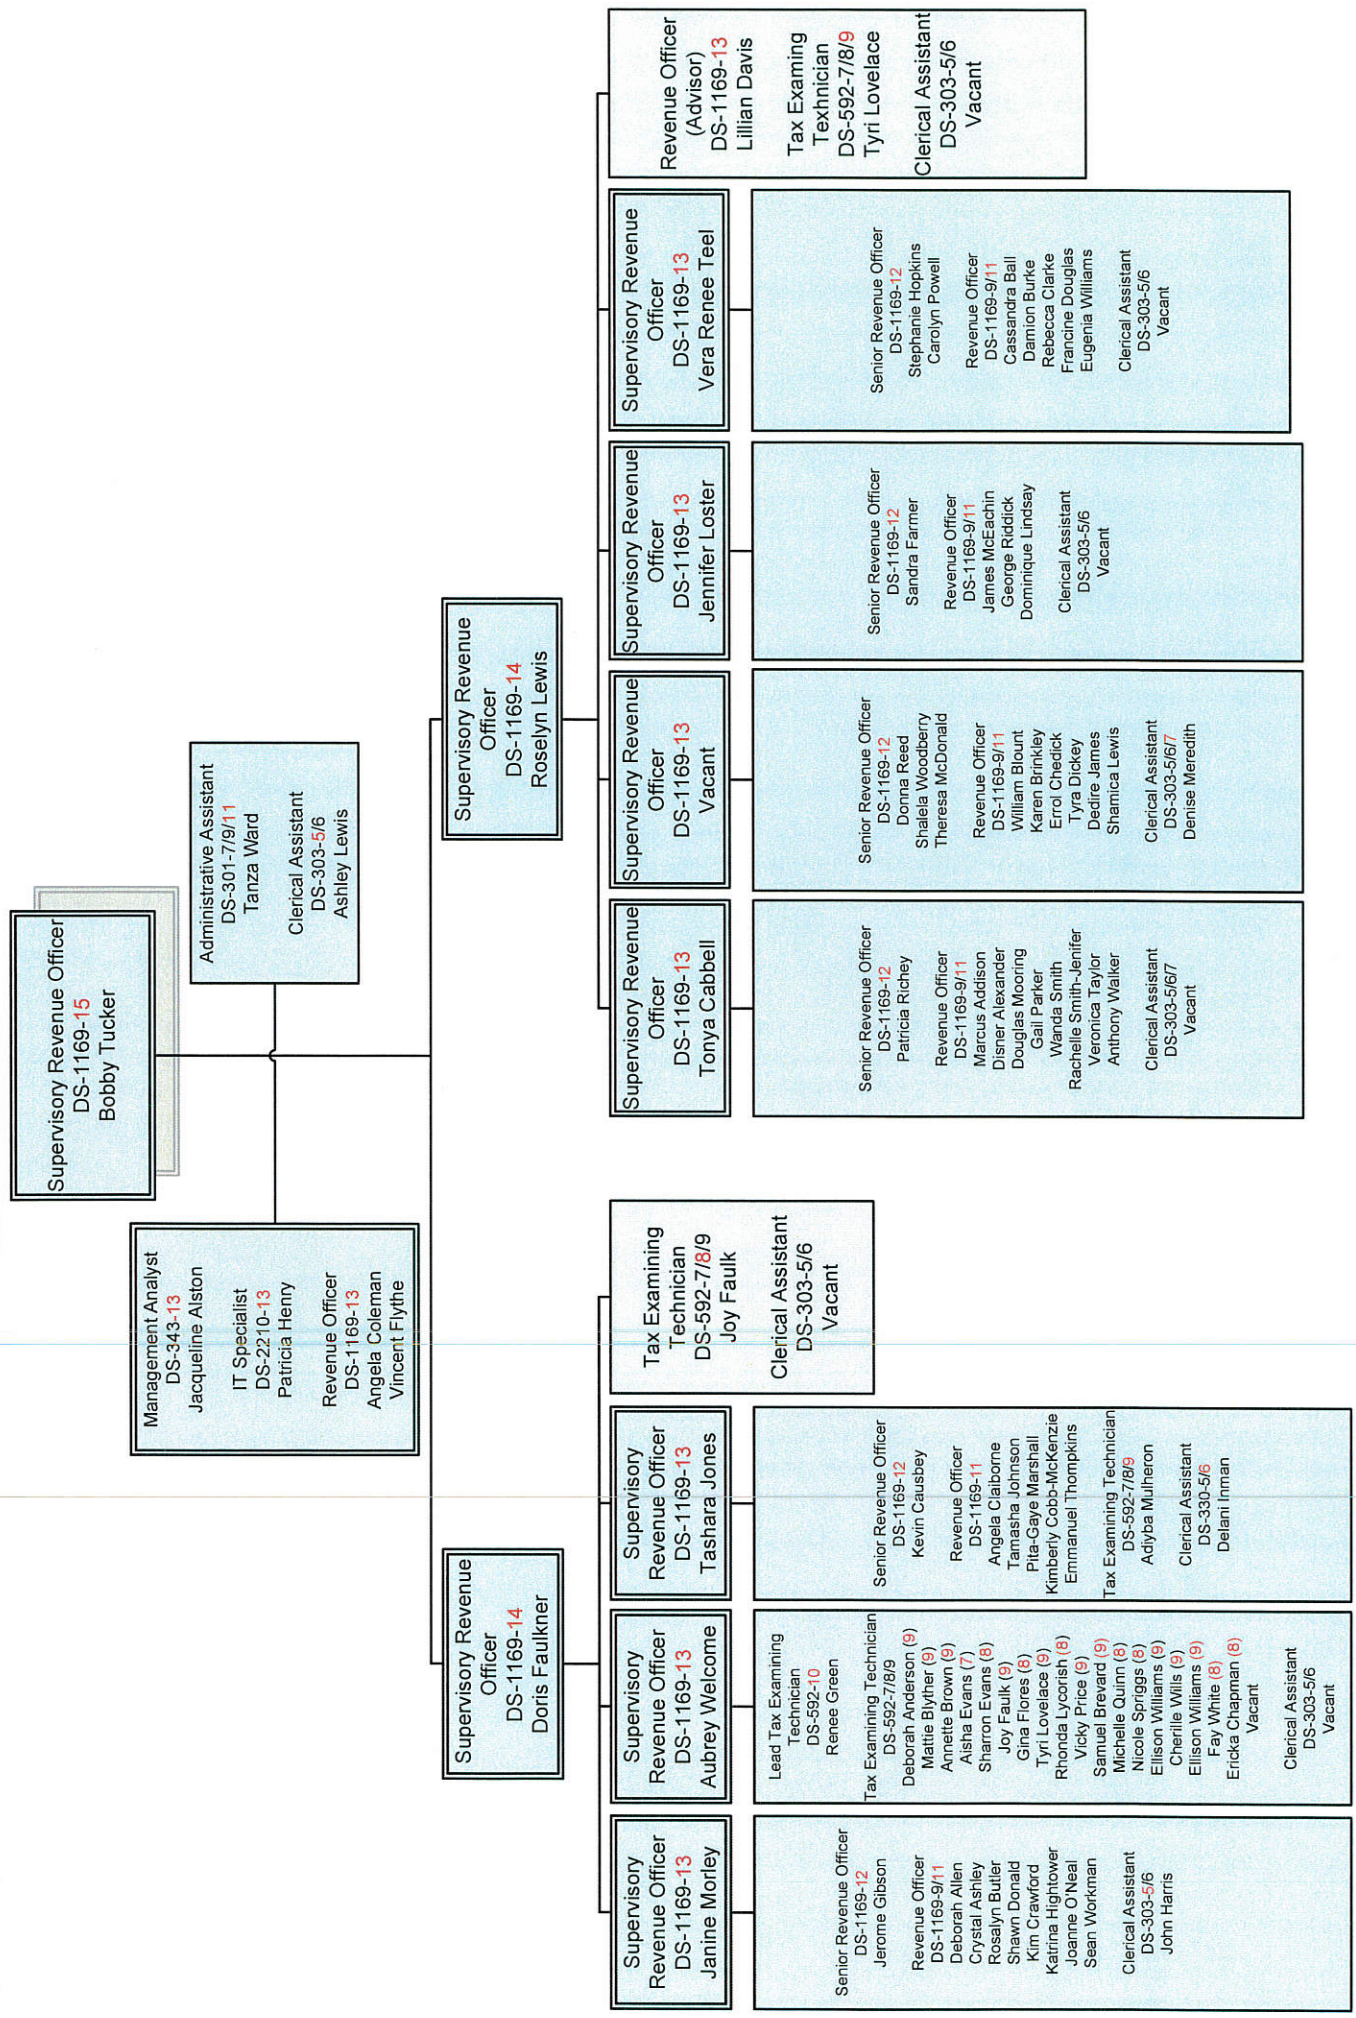 Supervisory Revenue Officer
DS-1169-15
Bobby Tucker
Management Analyst
DS-343-13
Jacqueline Alston
IT Specialist
DS-2210-13
Patricia Henry
Revenue Officer
DS-1169-13
Angela Coleman
Vincent Flythe
Administrative Assistant
DS-301-7/9/11
Tanza Ward
Clerical Assistant
DS-303-5/6
Ashley Lewis
Supervisory Revenue
Officer
DS-1169-14
Doris Faulkner
Supervisory Revenue
Officer
DS-1169-14
Roselyn Lewis
Supervisory
Revenue Officer
DS-1169-13
Janine Morley
Supervisory
Revenue Officer
DS-1169-13
Aubrey Welcome
Supervisory
Revenue Officer
DS-1169-13
Tashara Jones
Tax Examining
Technician
DS-592-7/8/9
Joy Faulk
Clerical Assistant
DS-303-5/6
Vacant
Supervisory Revenue
Officer
DS-1169-13
Tonya Cabbell
Supervisory Revenue
Officer
DS-1169-13
Vacant
Supervisory Revenue
Officer
DS-1169-13
Jennifer Loster
Supervisory Revenue
Officer
DS-1169-13
Vera Renee Teel
Revenue Officer
(Advisor)
DS-1169-13
Lillian Davis
Tax Examing
Texhnician
DS-592-7/8/9
Tyri Lovelace
Clerical Assistant
DS-303-5/6
Vacant
Senior Revenue Officer
DS-1169-12
Jerome Gibson
Revenue Officer
DS-1169-9/11
Deborah Allen
Crystal Ashley
Rosalyn Butler
Shawn Donald
Kim Crawford
Katrina Hightower
Joanne O'Neal
Sean Workman
Clerical Assistant
DS-303-5/6
John Harris
Lead Tax Examining
Technician
DS-592-10
Renee Green
Tax Examining Technician
DS-592-7/8/9
Deborah Anderson (9)
Mattie Blyther (9)
Annette Brown (9)
Aisha Evans (7)
Sharron Evans (8)
Joy Faulk (9)
Gina Flores (8)
Tyri Lovelace (9)
Rhonda Lycorish (8)
Vicky Price (9)
Samuel Brevard (9)
Michelle Quinn (8)
Nicole Spriggs (8)
Ellison Williams (9)
Cherille Wills (9)
Ellison Williams (9)
Fay White (8)
Ericka Chapman (8)
Vacant
Clerical Assistant
DS-303-5/6
Vacant
Senior Revenue Officer
DS-1169-12
Kevin Causbey
Revenue Officer
DS-1169-11
Angela Claiborne
Tamasha Johnson
Pita-Gaye Marshall
Kimberly Cobb-McKenzie
Emmanuel Thompkins
Tax Examining Technician
DS-592-7/8/9
Adiyba Mulheron
Clerical Assistant
DS-330-5/6
Delani Inman
Senior Revenue Officer
DS-1169-12
Patricia Richey
Revenue Officer
DS-1169-9/11
Marcus Addison
Disner Alexander
Douglas Mooring
Gail Parker
Wanda Smith
Rachelle Smith-Jenifer
Veronica Taylor
Anthony Walker
Clerical Assistant
DS-303-5/6/7
Vacant
Senior Revenue Officer
DS-1169-12
Donna Reed
Shalela Woodberry
Theresa McDonald
Revenue Officer
DS-1169-9/11
William Blount
Karen Brinkley
Errol Chedick
Tyra Dickey
Dedire James
Shamica Lewis
Clerical Assistant
DS-303-5/6/7
Denise Meredith
Senior Revenue Officer
DS-1169-12
Sandra Farmer
Revenue Officer
DS-1169-9/11
James McEachin
George Riddick
Dominique Lindsay
Clerical Assistant
DS-303-5/6
Vacant
Senior Revenue Officer
DS-1169-12
Stephanie Hopkins
Carolyn Powell
Revenue Officer
DS-1169-9/11
Cassandra Ball
Damion Burke
Rebecca Clarke
Francine Douglas
Eugenia Williams
Clerical Assistant
DS-303-5/6
Vacant